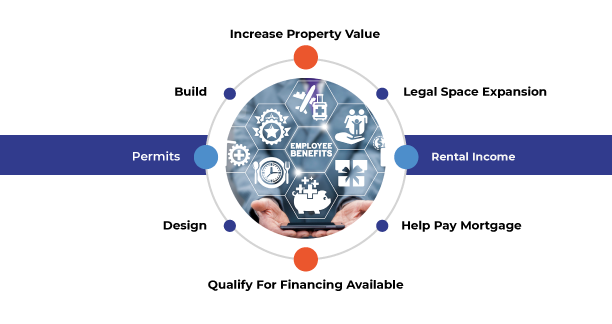 Increase Property Value
Build
Legal Space Expansion
EMPLOYEE
BENEFITS
Permits
Rental Income
Design
Help Pay Mortgage
Qualify For Financing Available